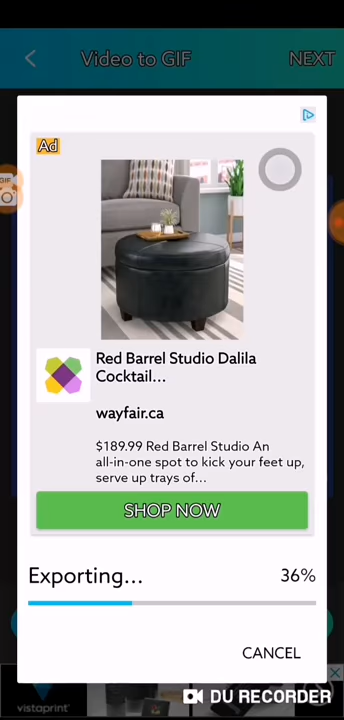 Video to GIF
NEXT
GIF
Ad
Red Barrel Studio Dalila
Cocktail...
wayfair.ca
$189.99 Red Barrel Studio An
all-in-one spot to kick your feet up,
serve up trays of...
SHOP NOW
Exporting...
36%
CANCEL
vistaprint
DU RECORDER